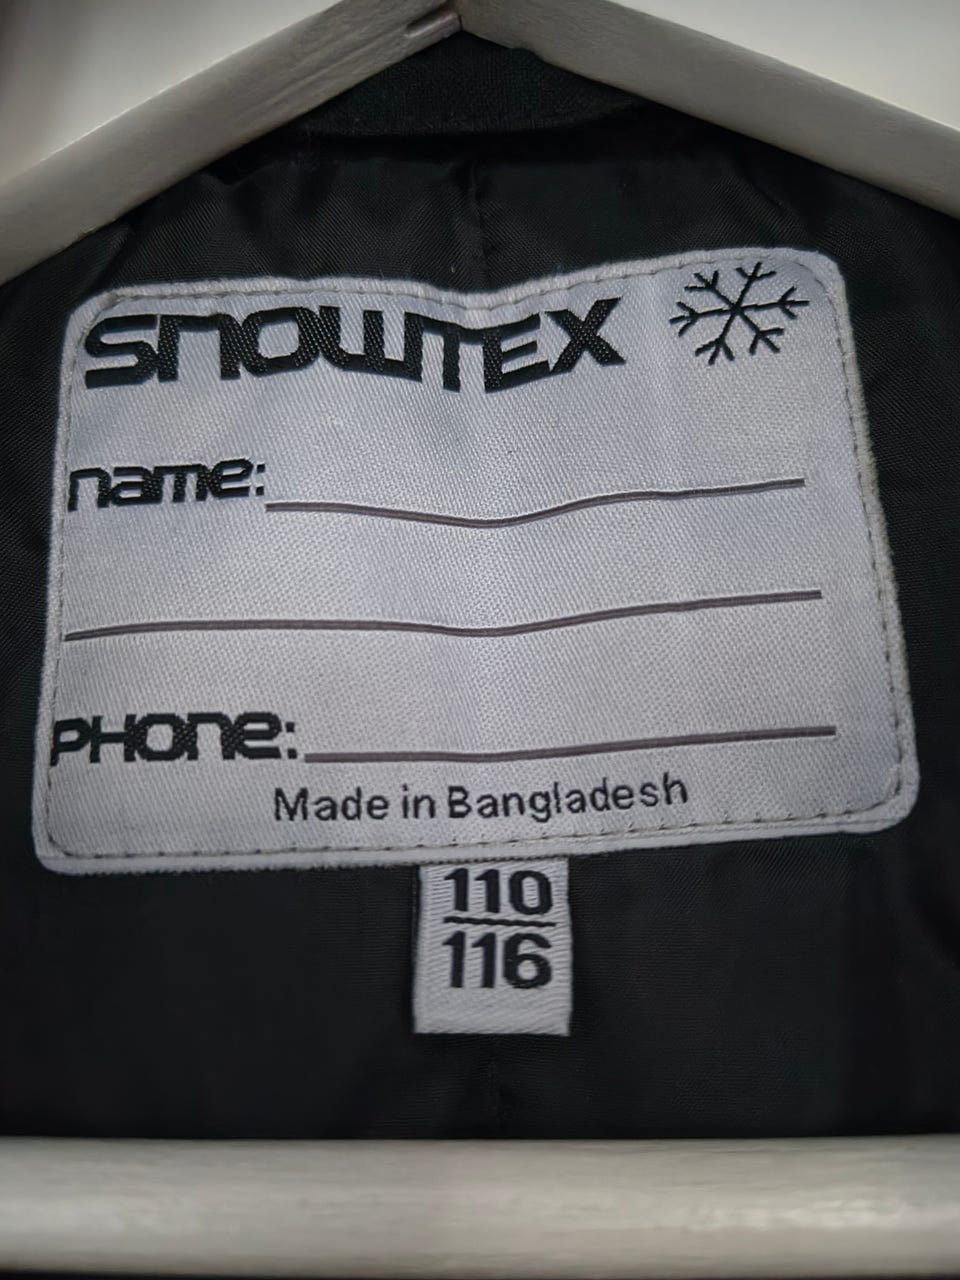 SNOWTEX
name:
PHONE:
Made in Bangladesh
110
116